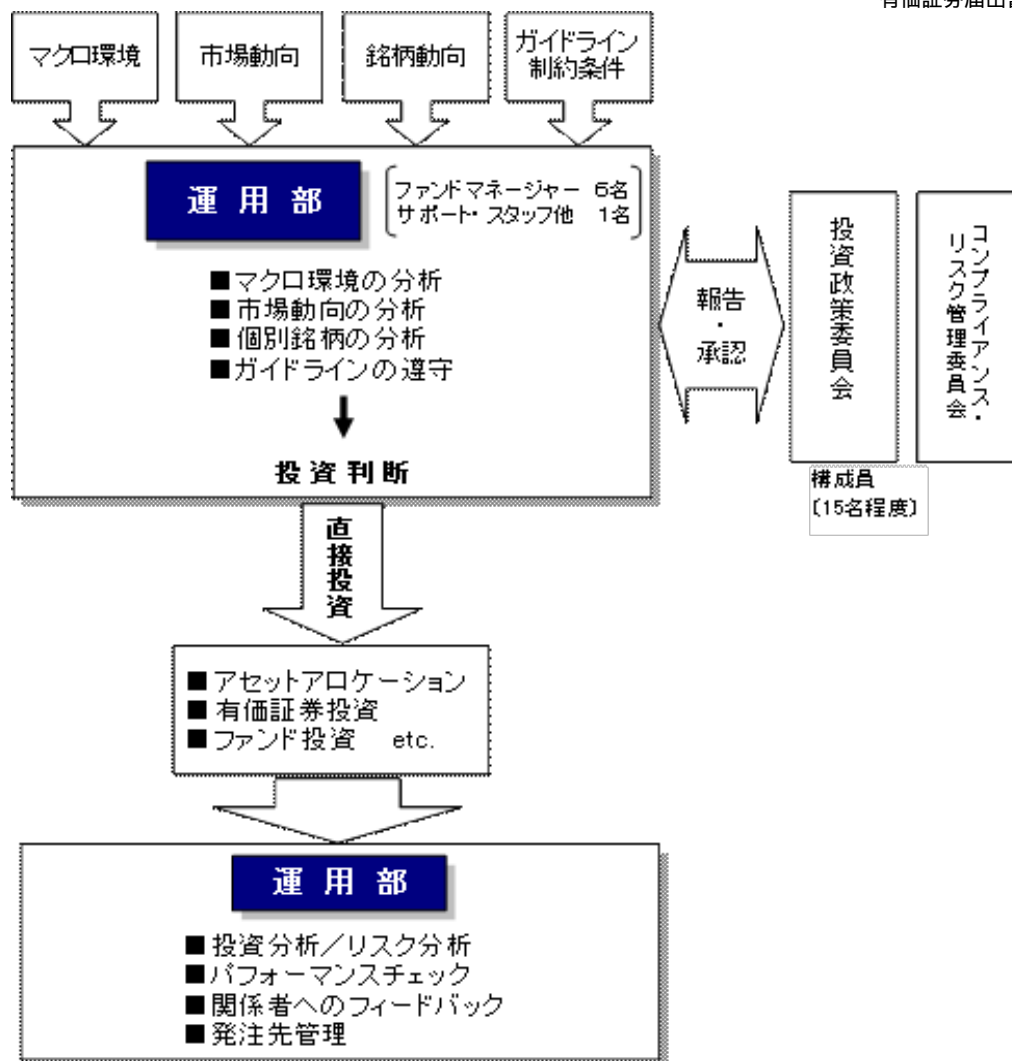 有価証券届出
マクロ環境
市場動向
銘柄動向
ガイドライン
制約条件
運用部
ファンドマネージャー 6名
サポート・スタッフ他 1名
■マクロ環境の分析
■市場動向の分析
■個別銘柄の分析
■ガイドラインの遵守
投資判断
報告
・
承認
投資政策委員会
コンプライアンス・
リスク管理委員会
構成員
〔15名程度〕
直接投資
■アセットアロケーション
■有価証券投資
■ファンド投資 etc.
運用部
■投資分析／リスク分析
■パフォーマンスチェック
■関係者へのフィードバック
■発注先管理